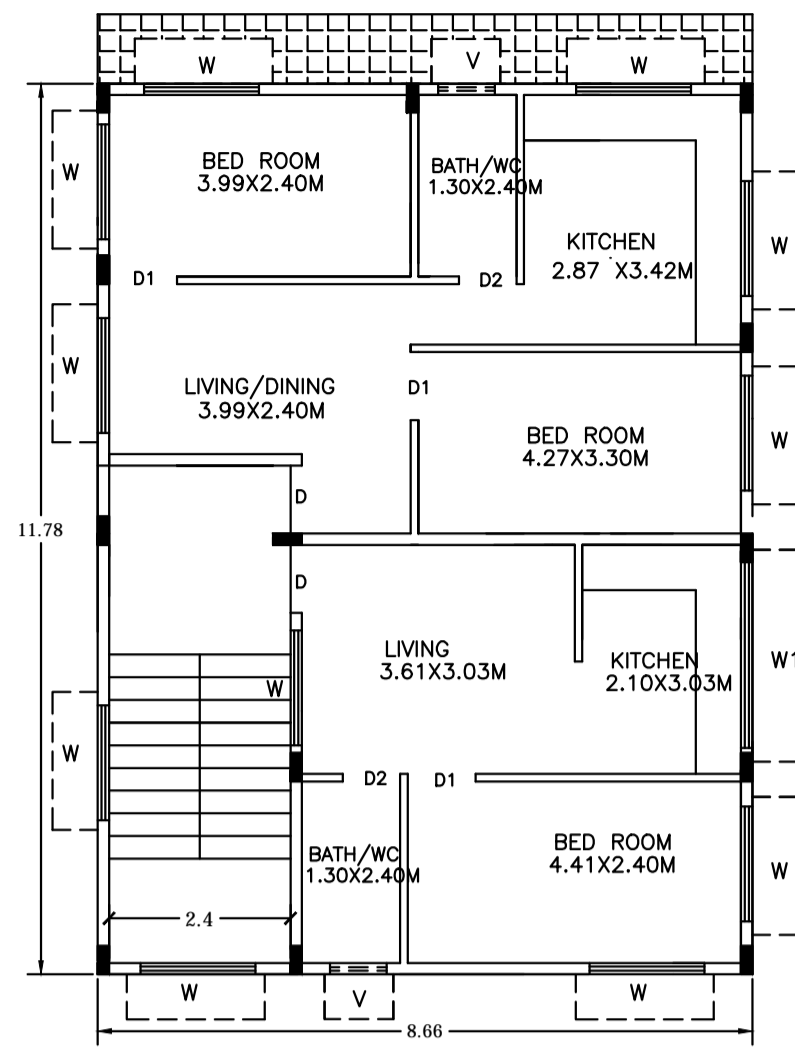 W V W
W
BED ROOM
3.99X2.40M
BATH/WC
1.30X2.40M
KITCHEN
2.87 X3.42M
W
D1
D2
W
LIVING/DINING
3.99X2.40M
D1
BED ROOM
4.27X3.30M
W
D
11.78
D
LIVING
3.61X3.03M
KITCHEN
2.10X3.03M
W1
W
W
D2
D1
BATH/WC
1.30X2.40M
BED ROOM
4.41X2.40M
W
2.4
W V W
8.66